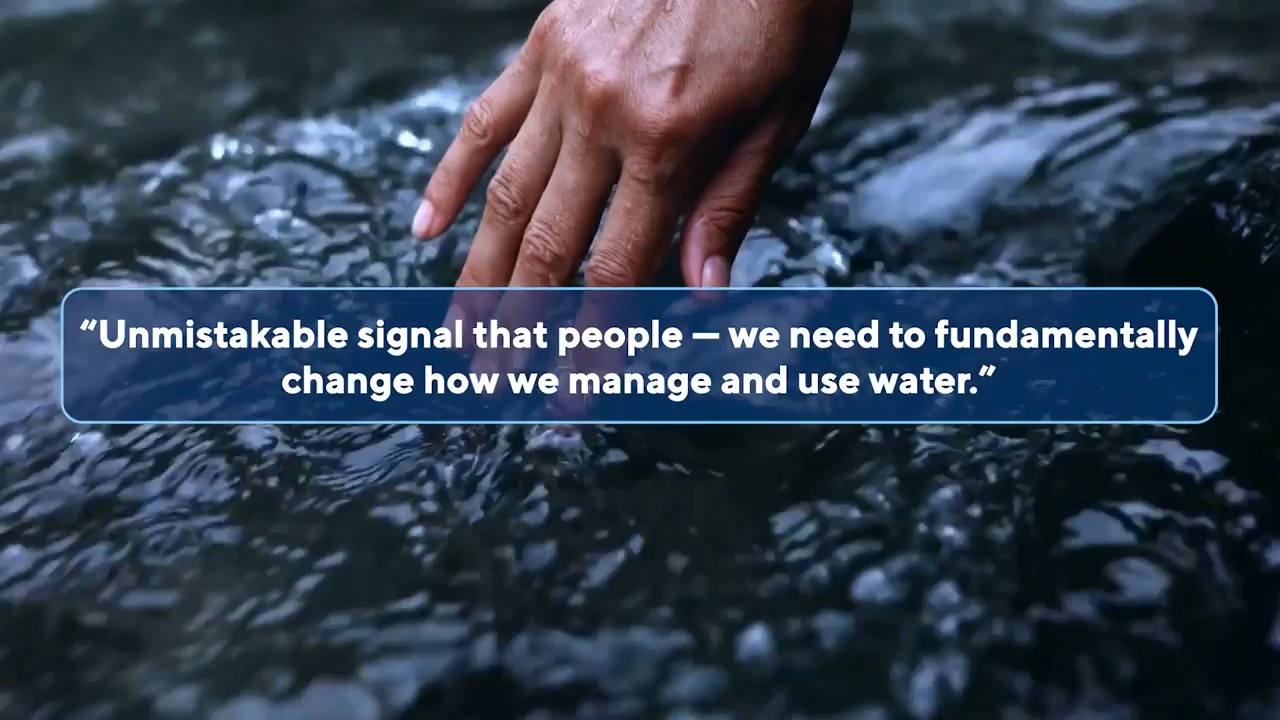 “Unmistakable signal that people — we need to fundamentally
change how we manage and use water.”